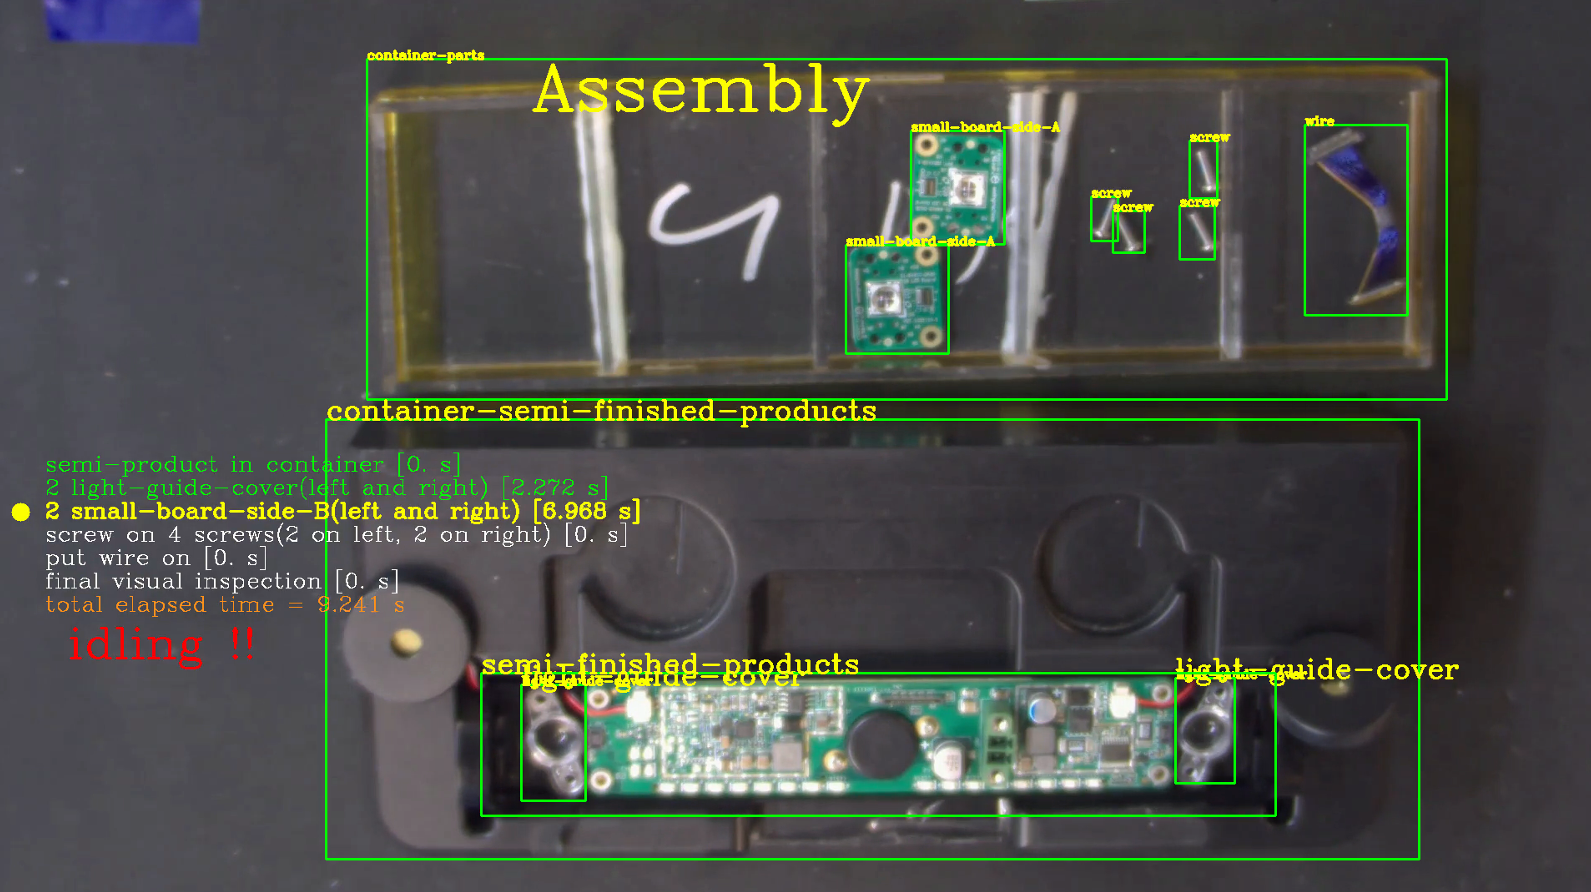 container-parts
Assembly
small-board-side-A
wire
screw
screw
screw
screw
small-board-side-A
container-semi-finished-products
semi-product in container [0. s]
2 light-guide-cover(left and right) [2.272 s]
2 small-board-side-B(left and right) [6.968 s]
screw on 4 screws(2 on left, 2 on right) [0. s]
put wire on [0. s]
final visual inspection [0. s]
total elapsed time = 9.241 s
idling !!
semi-finished-products
light-guide-cover
light-guide-cover